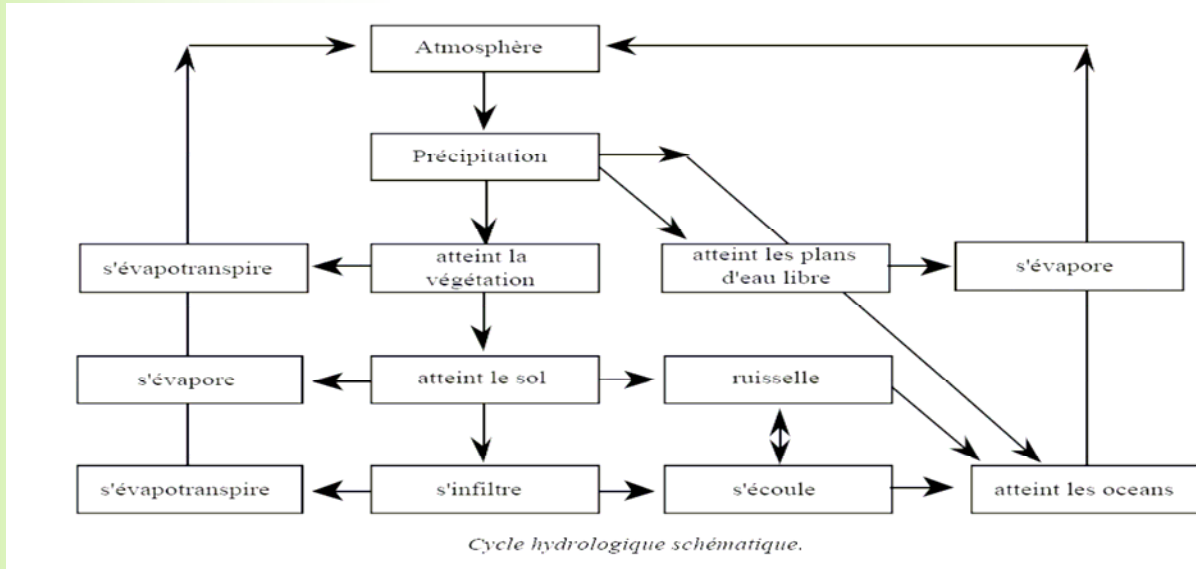 Atmosphère
Précipitation
s'évapotranspire
atteint la
végétation
atteint les plans
d'eau libre
s'évapore
s'évapore
atteint le sol
ruisselle
s'évapotranspire
s'infiltre
s'écoule
atteint les oceans
Cycle hydrologique schématique.